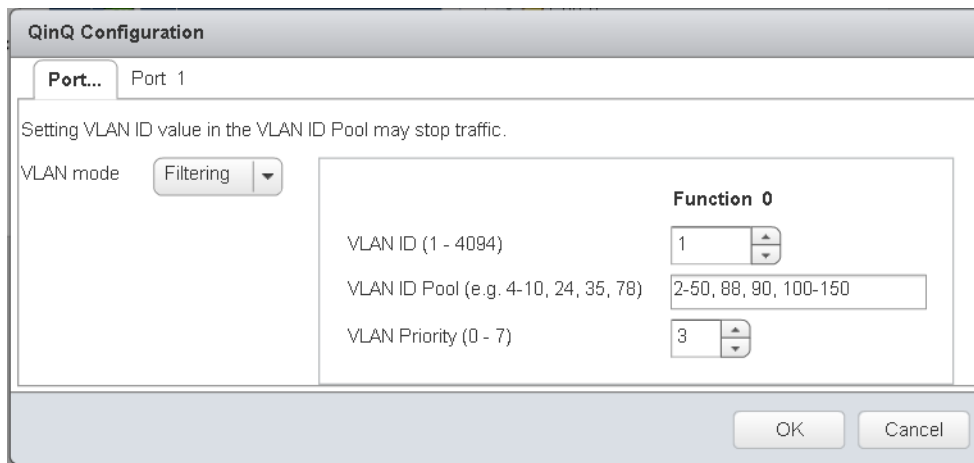 QinQ Configuration
Port... Port 1
Setting VLAN ID value in the VLAN ID Pool may stop traffic.
VLAN mode Filtering
Function 0
VLAN ID (1 - 4094) 1
VLAN ID Pool (e.g. 4-10, 24, 35, 78) 2-50, 88, 90, 100-150
VLAN Priority (0 - 7) 3
OK Cancel